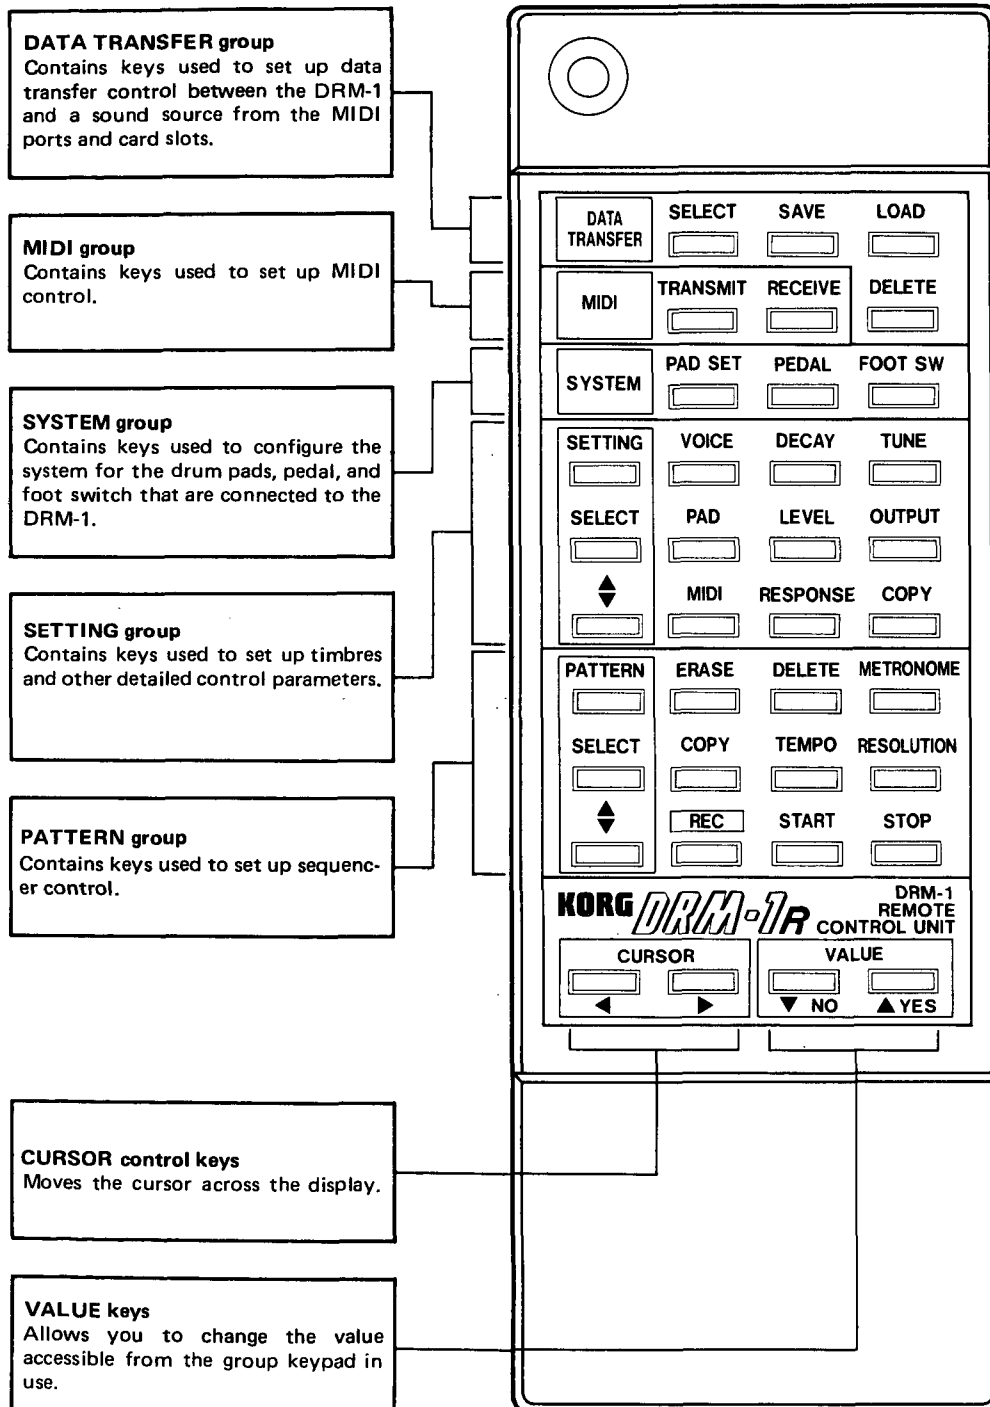 DATA TRANSFER group
Contains keys used to set up data
transfer control between the DRM-1
and a sound source from the MIDI
ports and card slots.
MIDI group
Contains keys used to set up MIDI
control.
SYSTEM group
Contains keys used to configure the
system for the drum pads, pedal, and
foot switch that are connected to the
DRM-1.
SETTING group
Contains keys used to set up timbres
and other detailed control parameters.
PATTERN group
Contains keys used to set up sequenc-
er control.
CURSOR control keys
Moves the cursor across the display.
VALUE keys
Allows you to change the value
accessible from the group keypad in
use.
DATA
TRANSFER
SELECT SAVE LOAD
MIDI
TRANSMIT RECEIVE DELETE
SYSTEM
PAD SET PEDAL FOOT SW
SETTING VOICE DECAY TUNE
SELECT PAD LEVEL OUTPUT
▲▼ MIDI RESPONSE COPY
PATTERN ERASE DELETE METRONOME
SELECT COPY TEMPO RESOLUTION
▲▼ REC START STOP
KORG DRM-1R
DRM-1
REMOTE
CONTROL UNIT
CURSOR VALUE
◀ ▶ ▼ NO ▲ YES